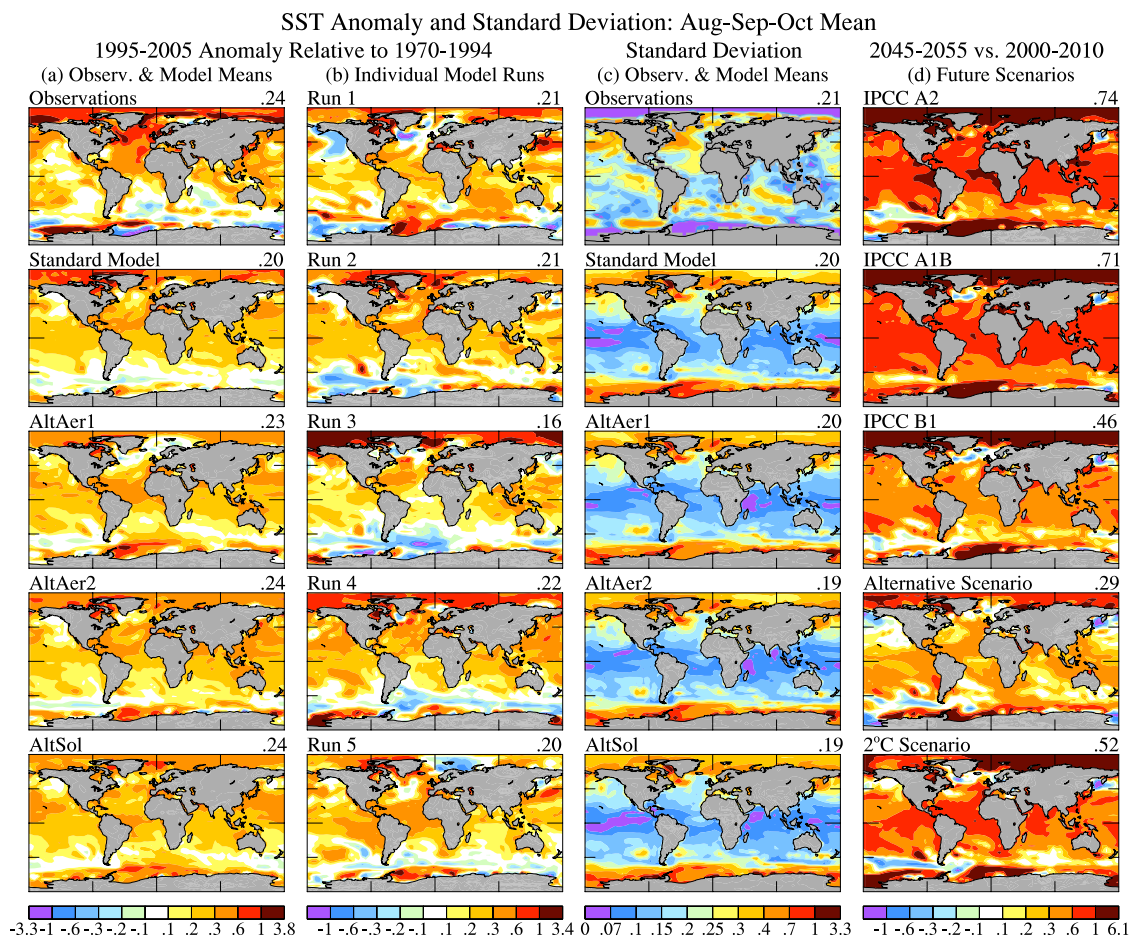 SST Anomaly and Standard Deviation: Aug-Sep-Oct Mean
1995-2005 Anomaly Relative to 1970-1994
Standard Deviation
2045-2055 vs. 2000-2010
(a) Observ. & Model Means
(b) Individual Model Runs
(c) Observ. & Model Means
(d) Future Scenarios
Observations .24
Run 1 .21
Observations .21
IPCC A2 .74
Standard Model .20
Run 2 .21
Standard Model .20
IPCC A1B .71
AltAer1 .23
Run 3 .16
AltAer1 .20
IPCC B1 .46
AltAer2 .24
Run 4 .22
AltAer2 .19
Alternative Scenario .29
AltSol .24
Run 5 .20
AltSol .19
2°C Scenario .52
-3.3 -1 -.6 -.3 -.2 -.1 .1 .2 .3 .6 1 3.8
-1 -.6 -.3 -.2 -.1 .1 .2 .3 .6 1 3.4
0 .07 .1 .15 .2 .25 .3 .4 .7 1 3.3
-1 -.6 -.3 -.2 -.1 .1 .2 .3 .6 1 6.1